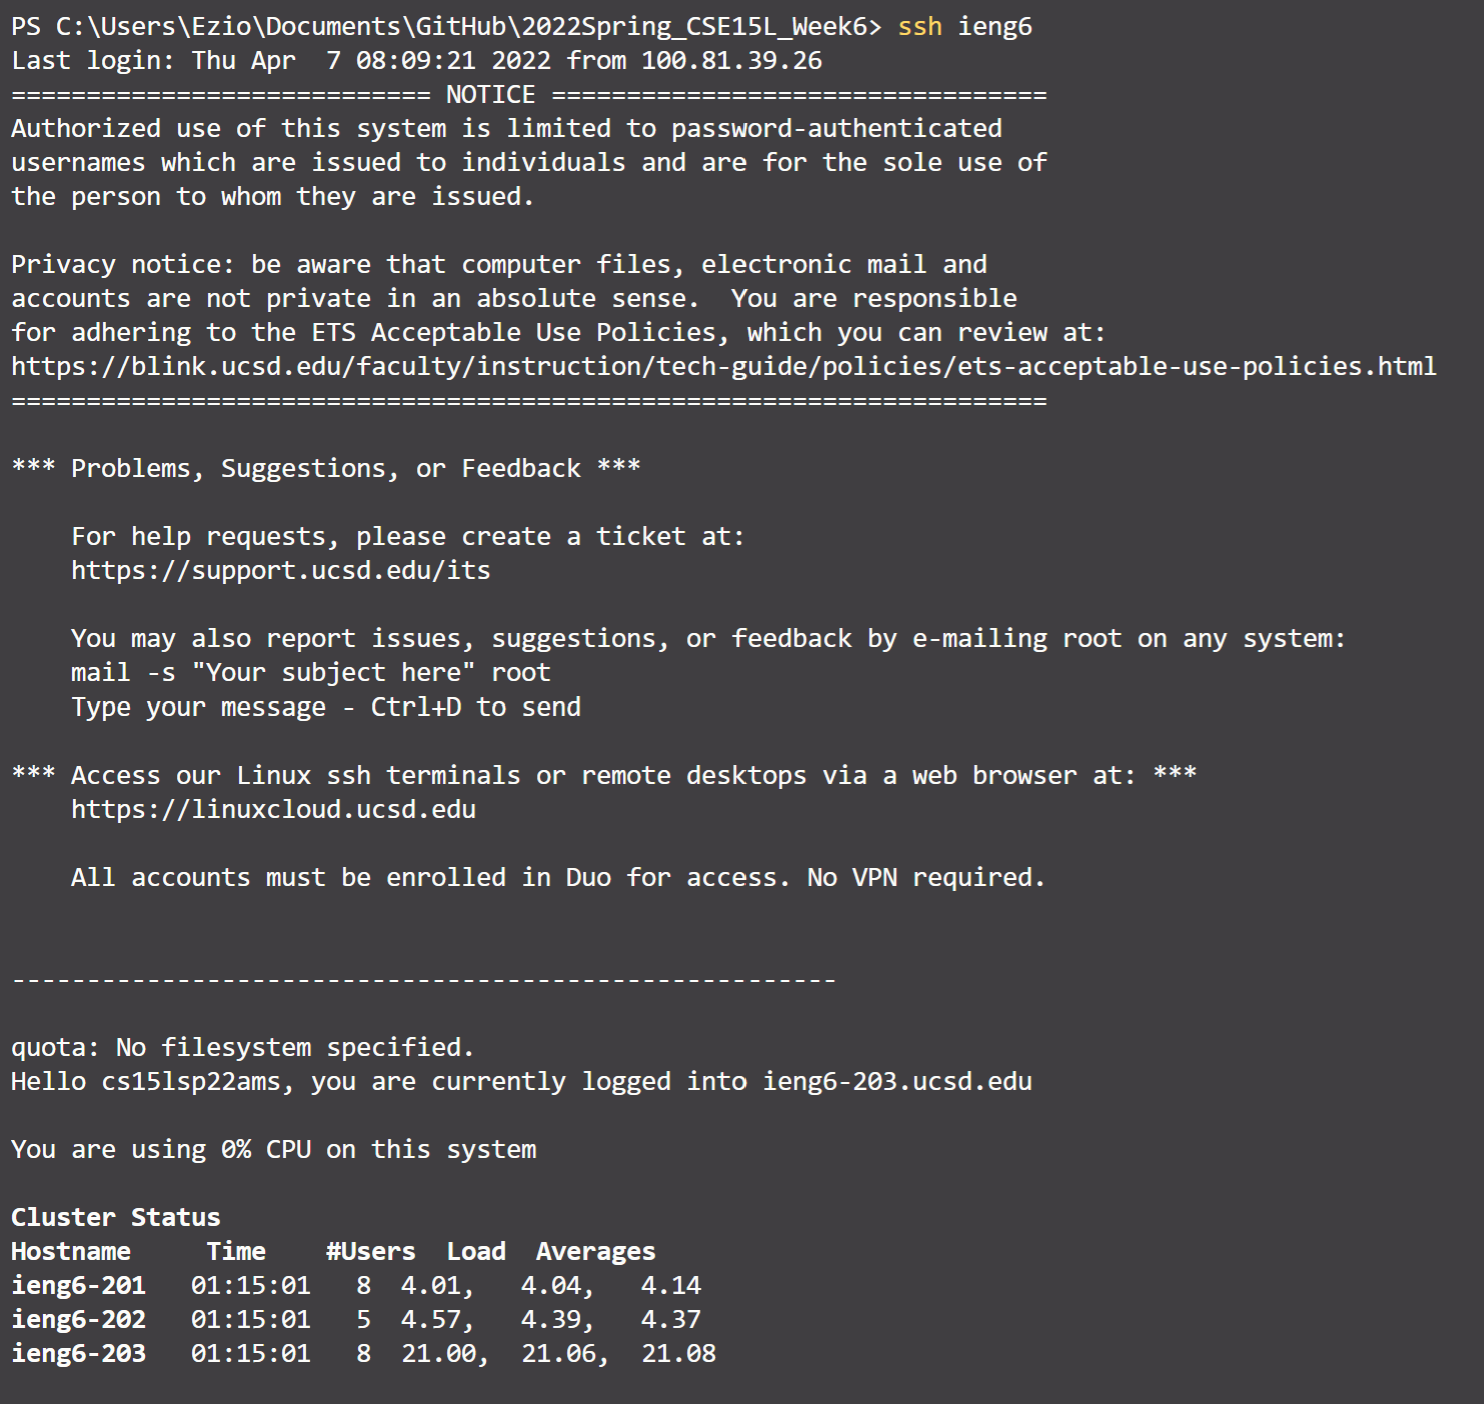 PS C:\Users\Ezio\Documents\GitHub\2022Spring_CSE15L_Week6> ssh ieng6
Last login: Thu Apr  7 08:09:21 2022 from 100.81.39.26
============================ NOTICE =================================
Authorized use of this system is limited to password-authenticated
usernames which are issued to individuals and are for the sole use of
the person to whom they are issued.

Privacy notice: be aware that computer files, electronic mail and
accounts are not private in an absolute sense.  You are responsible
for adhering to the ETS Acceptable Use Policies, which you can review at:
https://blink.ucsd.edu/faculty/instruction/tech-guide/policies/ets-acceptable-use-policies.html
=====================================================================

*** Problems, Suggestions, or Feedback ***

    For help requests, please create a ticket at:
    https://support.ucsd.edu/its

    You may also report issues, suggestions, or feedback by e-mailing root on any system:
    mail -s "Your subject here" root
    Type your message - Ctrl+D to send

*** Access our Linux ssh terminals or remote desktops via a web browser at: ***
    https://linuxcloud.ucsd.edu

    All accounts must be enrolled in Duo for access. No VPN required.

-------------------------------------------------------

quota: No filesystem specified.
Hello cs15lsp22ams, you are currently logged into ieng6-203.ucsd.edu

You are using 0% CPU on this system

Cluster Status
Hostname     Time    #Users  Load  Averages
ieng6-201   01:15:01   8  4.01,   4.04,   4.14
ieng6-202   01:15:01   5  4.57,   4.39,   4.37
ieng6-203   01:15:01   8  21.00,  21.06,  21.08